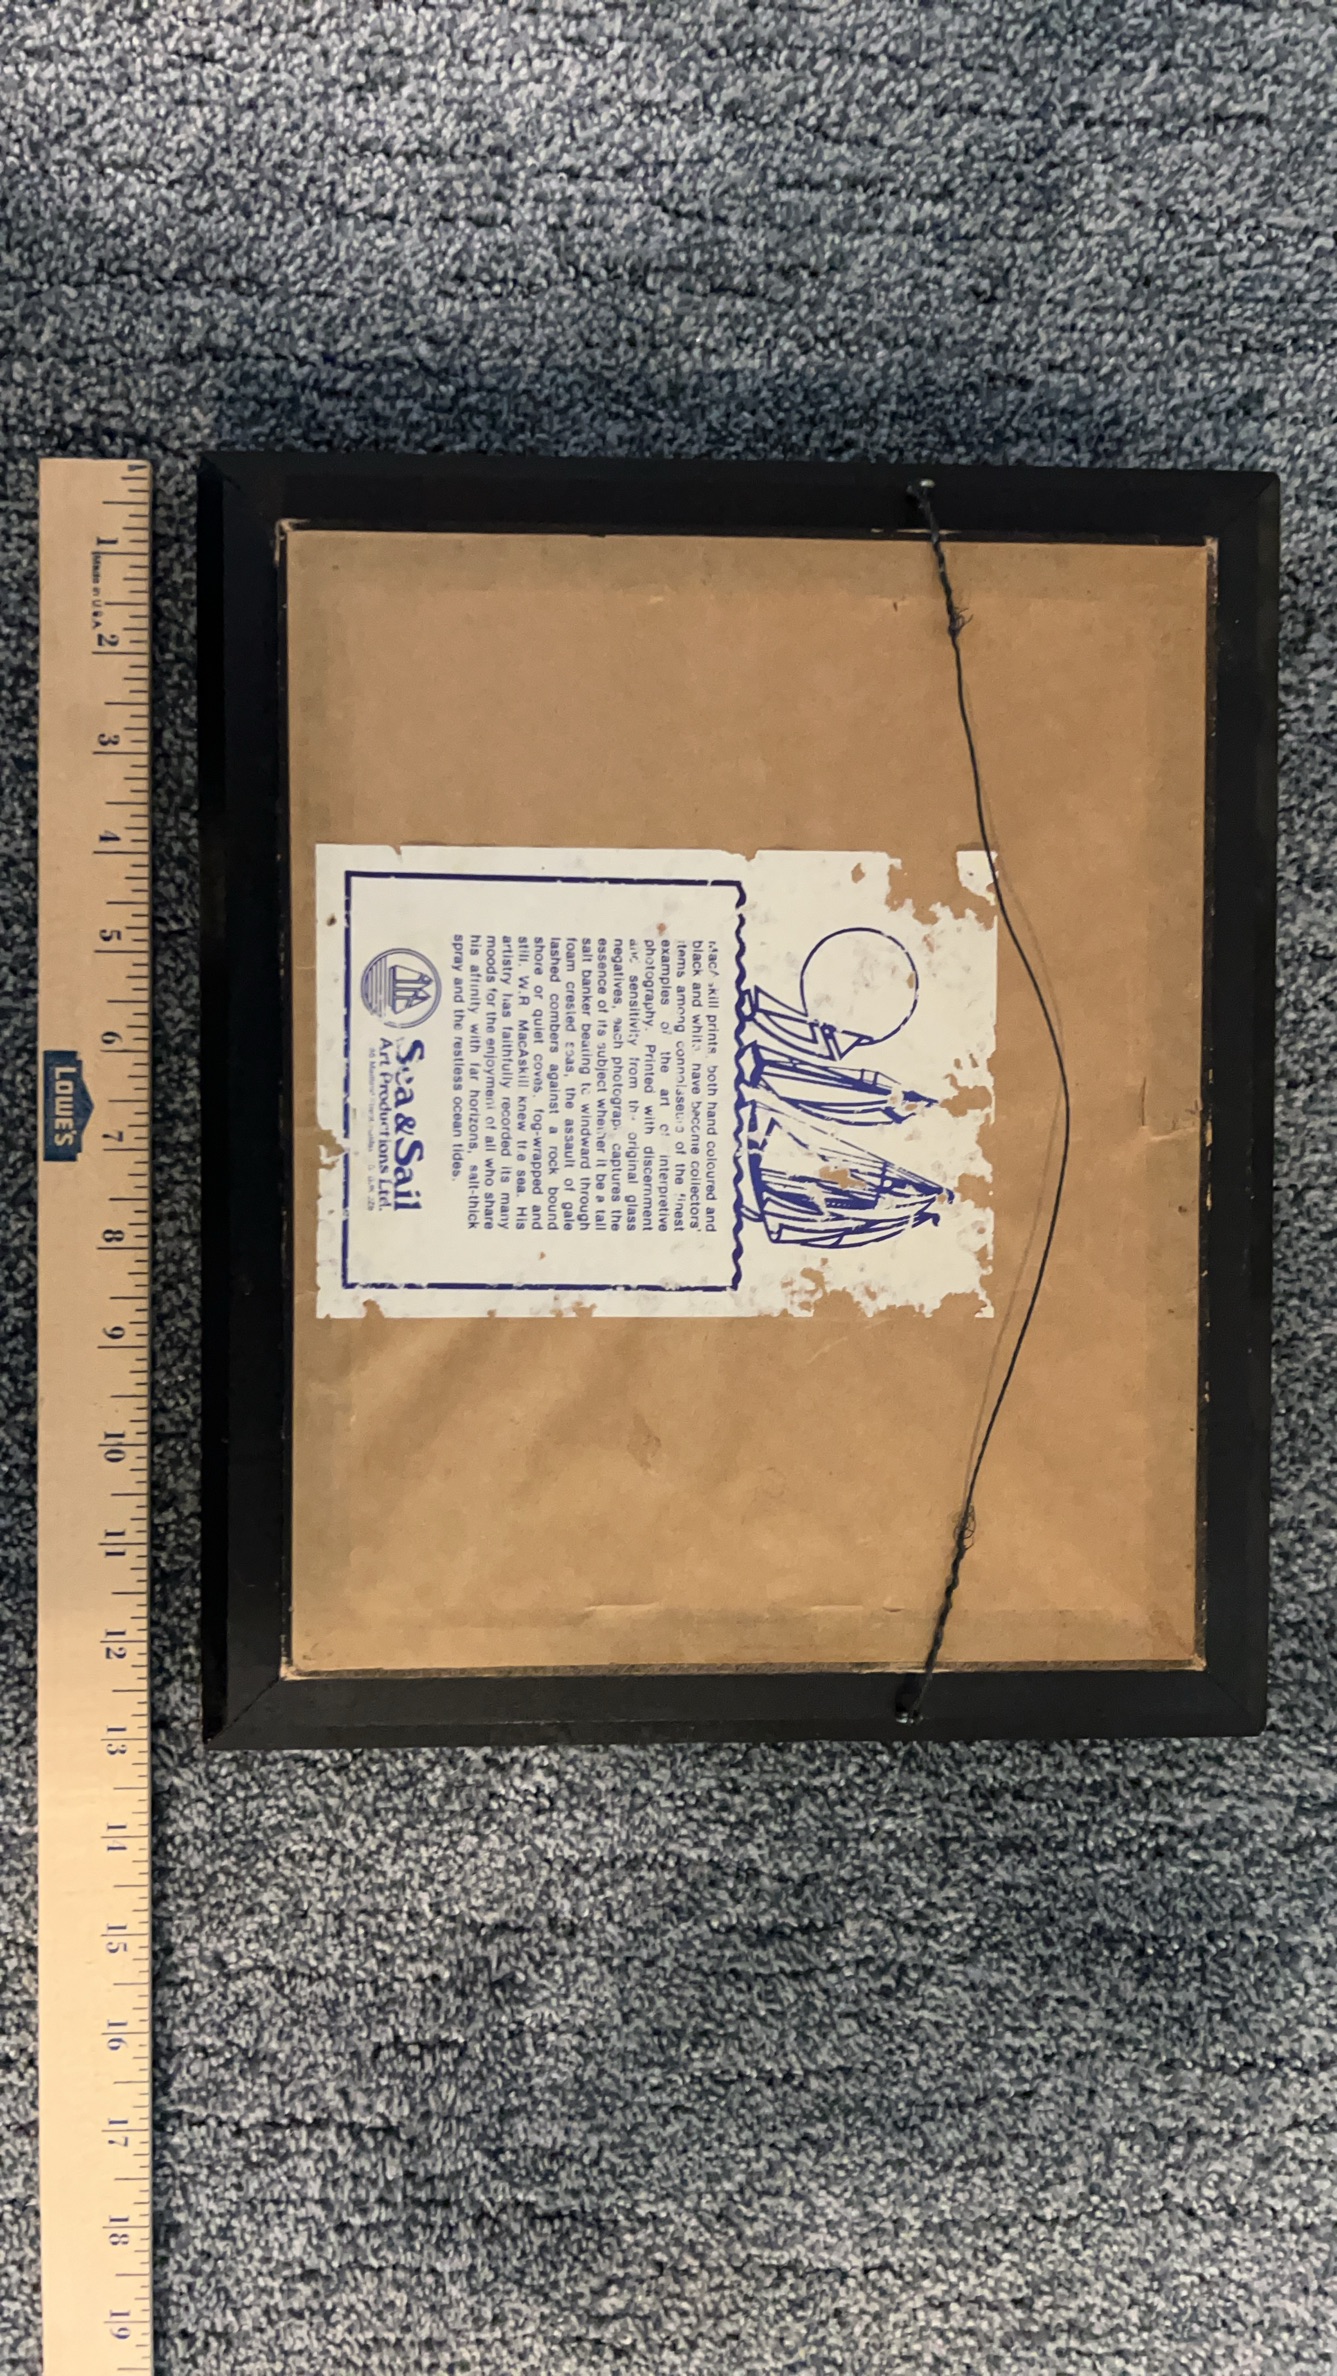 MacAskill prints, both hand coloured and
black and white, have become collectors'
items among connoisseurs of the finest
examples of the art of interpretive
photography. Printed with discernment
and sensitivity from the original glass
negatives, each photograph captures the
essence of its subject whether it be a tall
salt banker beating to windward through
foam crested seas, the assault of gale
lashed combers against a rock bound
shore or quiet coves, fog-wrapped and
still. W.R. MacAskill knew the sea. His
artistry has faithfully recorded its many
moods for the enjoyment of all who share
his affinity with far horizons, salt-thick
spray and the restless ocean tides.
Sea & Sail
Art Productions Ltd.
1 2 3 4 5 6 7 8 9 10 11 12 13 14 15 16 17 18 19
Made in U.S.A.
LOWE'S